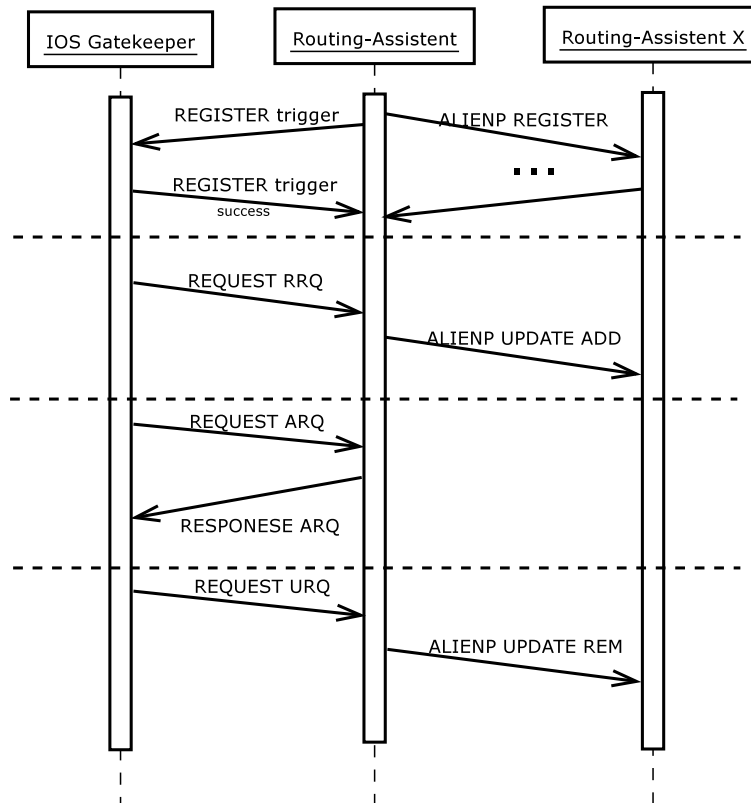 IOS Gatekeeper
Routing-Assistent
Routing-Assistent X
REGISTER trigger
ALIENP REGISTER
...
REGISTER trigger
success
REQUEST RRQ
ALIENP UPDATE ADD
REQUEST ARQ
RESPONESE ARQ
REQUEST URQ
ALIENP UPDATE REM